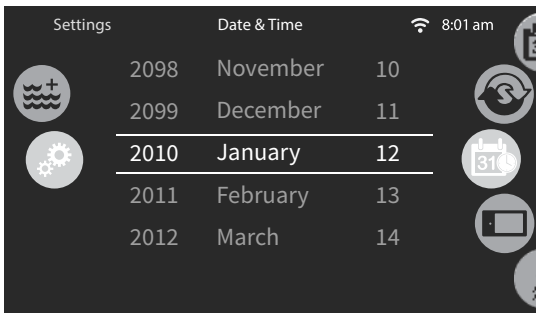 Settings Date & Time 8:01 am
2098 November 10
2099 December 11
2010 January 12
2011 February 13
2012 March 14
31